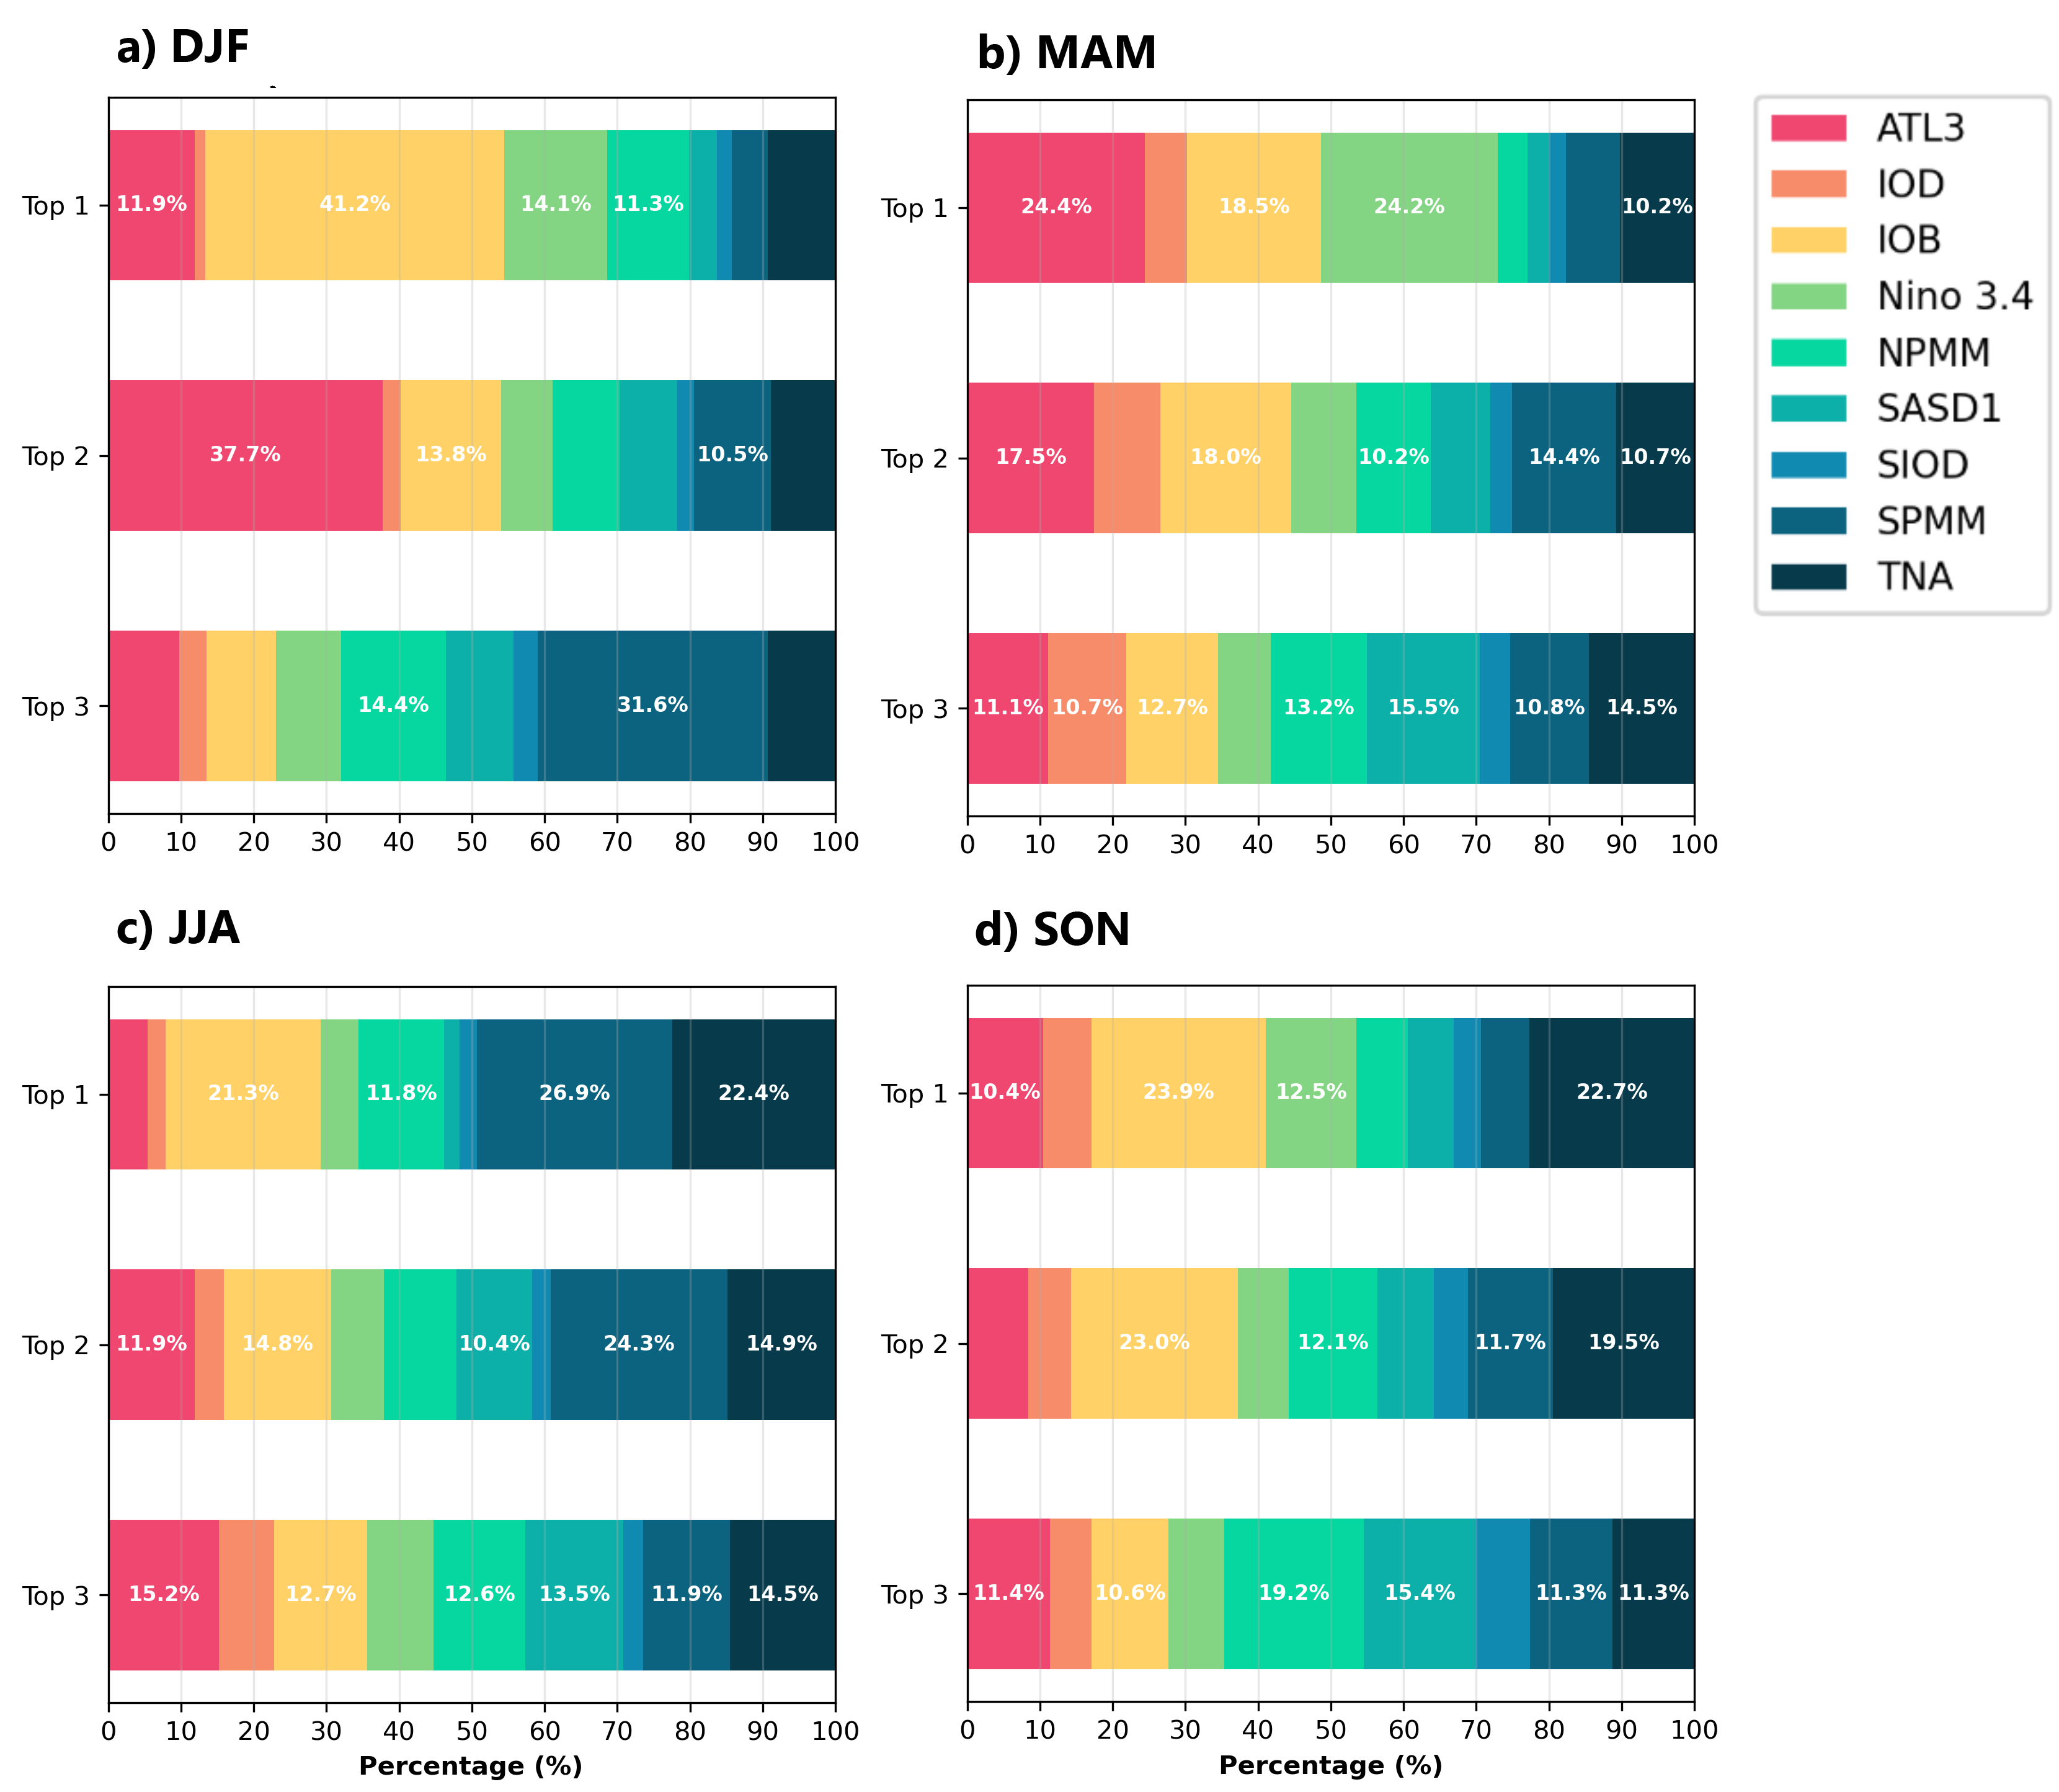 a) DJF
Top 1
11.9% 41.2% 14.1% 11.3%
Top 2
37.7% 13.8% 10.5%
Top 3
14.4% 31.6%
0 10 20 30 40 50 60 70 80 90 100
b) MAM
Top 1
24.4% 18.5% 24.2% 10.2%
Top 2
17.5% 18.0% 10.2% 14.4% 10.7%
Top 3
11.1% 10.7% 12.7% 13.2% 15.5% 10.8% 14.5%
0 10 20 30 40 50 60 70 80 90 100
ATL3
IOD
IOB
Nino 3.4
NPMM
SASD1
SIOD
SPMM
TNA
c) JJA
Top 1
21.3% 11.8% 26.9% 22.4%
Top 2
11.9% 14.8% 10.4% 24.3% 14.9%
Top 3
15.2% 12.7% 12.6% 13.5% 11.9% 14.5%
0 10 20 30 40 50 60 70 80 90 100
Percentage (%)
d) SON
Top 1
10.4% 23.9% 12.5% 22.7%
Top 2
23.0% 12.1% 11.7% 19.5%
Top 3
11.4% 10.6% 19.2% 15.4% 11.3% 11.3%
0 10 20 30 40 50 60 70 80 90 100
Percentage (%)